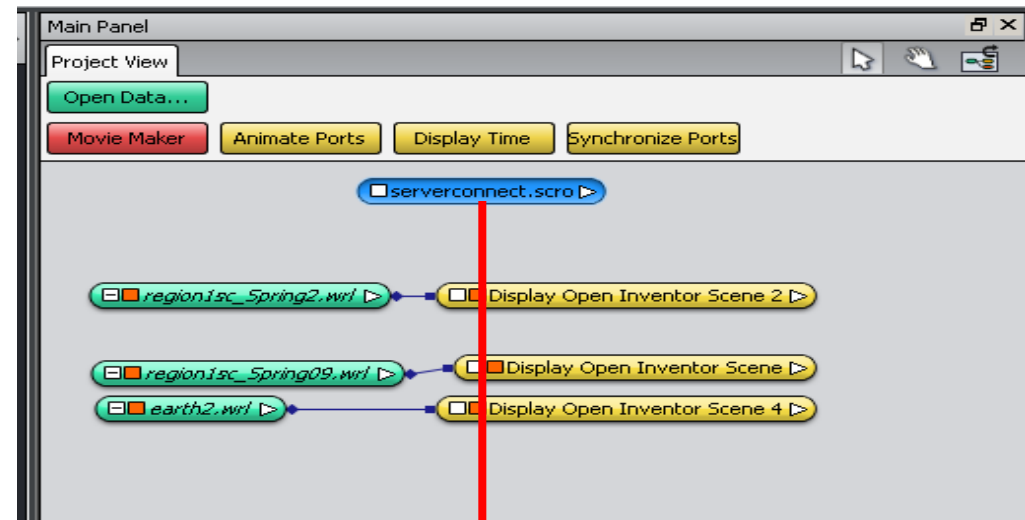 Main Panel
Project View
Open Data...
Movie Maker Animate Ports Display Time Synchronize Ports
serverconnect.scro
region1sc_Spring2.wrl Display Open Inventor Scene 2
region1sc_Spring09.wrl Display Open Inventor Scene
earth2.wrl Display Open Inventor Scene 4